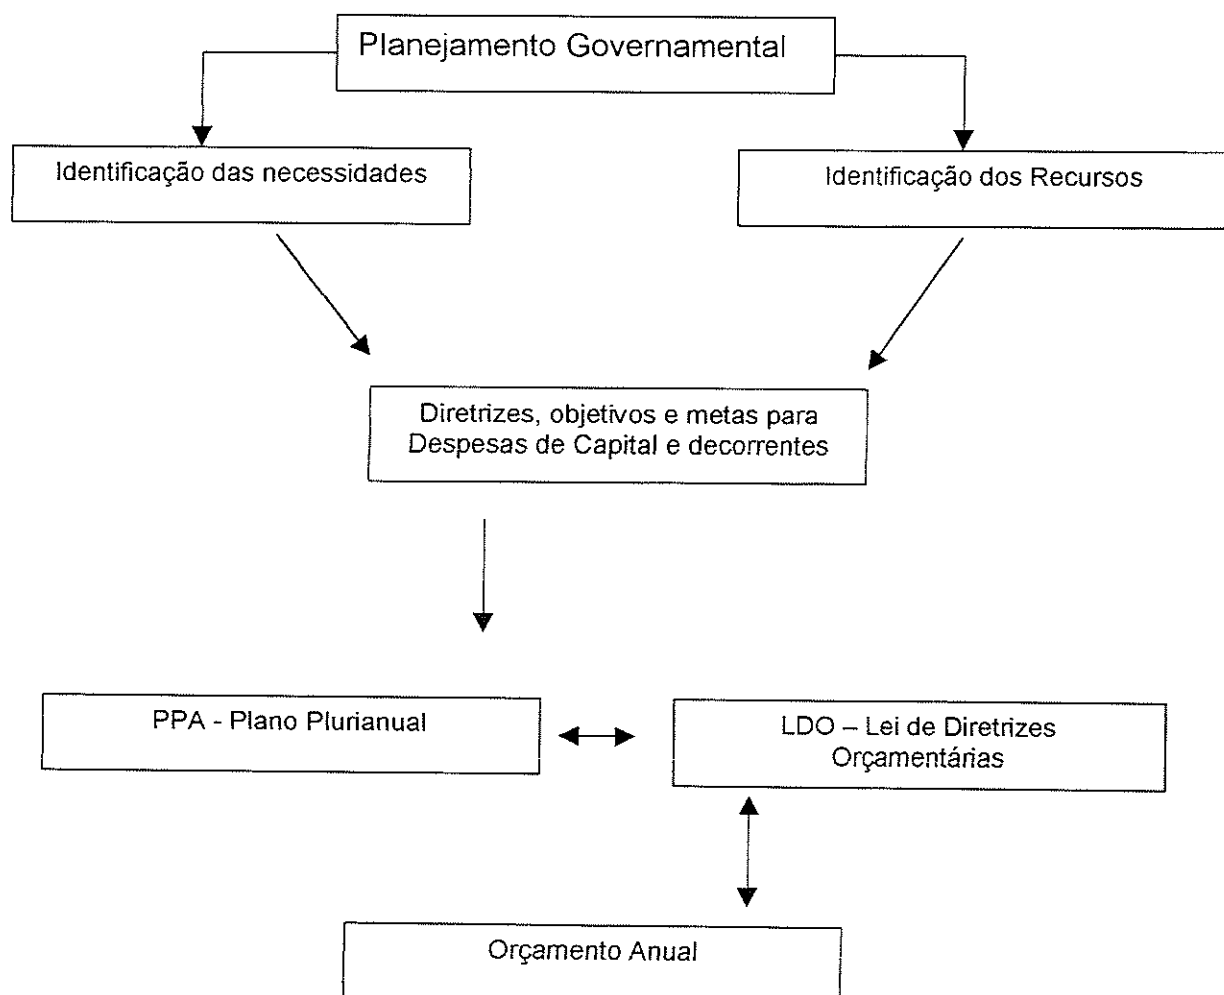 Planejamento Governamental
Identificação das necessidades
Identificação dos Recursos
Diretrizes, objetivos e metas para
Despesas de Capital e decorrentes
PPA - Plano Plurianual
LDO – Lei de Diretrizes
Orçamentárias
Orçamento Anual